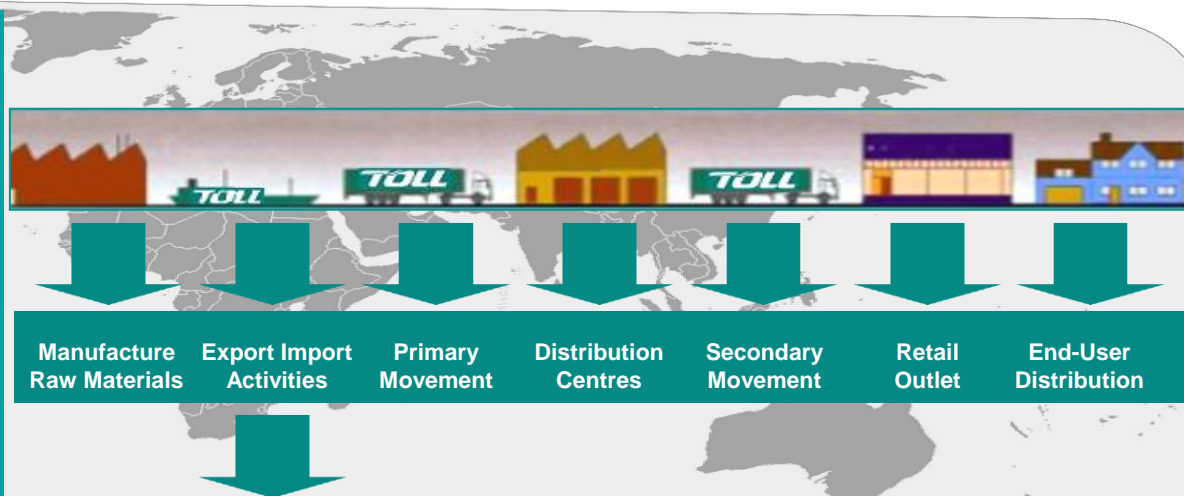 TOLL
TOLL
TOLL
Manufacture
Raw Materials
Export Import
Activities
Primary
Movement
Distribution
Centres
Secondary
Movement
Retail
Outlet
End-User
Distribution